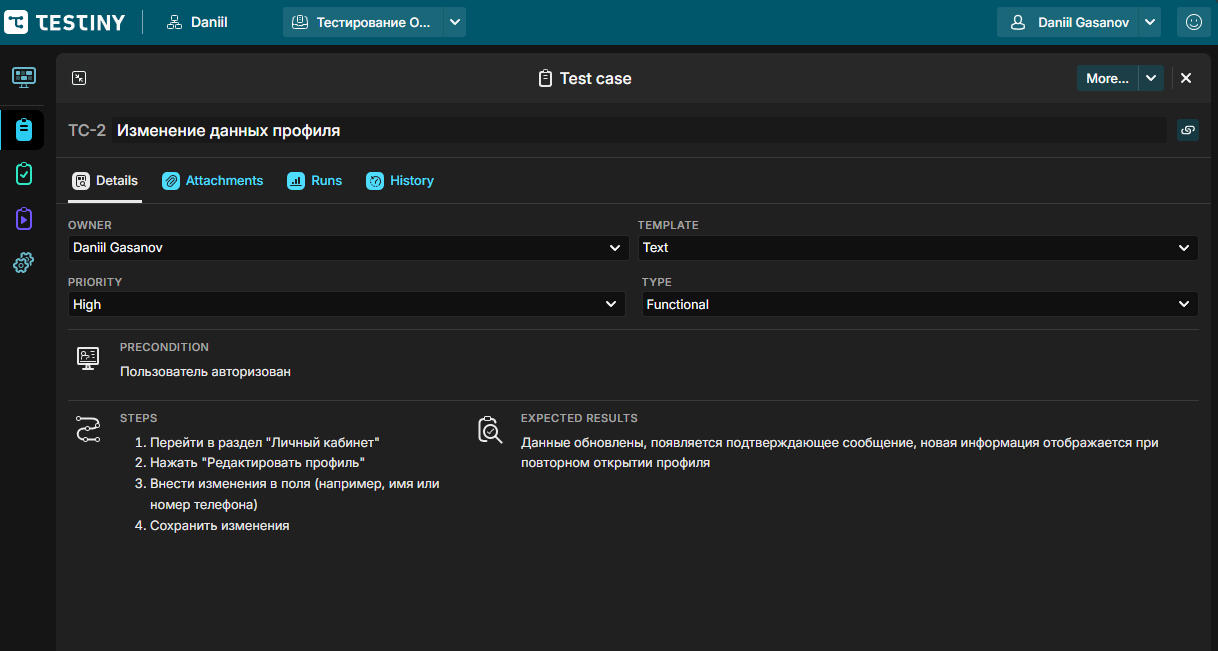 TESTINY
Daniil
Тестирование О...
Daniil Gasanov
Test case
More...
TC-2 Изменение данных профиля
Details
Attachments
Runs
History
OWNER
Daniil Gasanov
TEMPLATE
Text
PRIORITY
High
TYPE
Functional
PRECONDITION
Пользователь авторизован
STEPS
1. Перейти в раздел "Личный кабинет"
2. Нажать "Редактировать профиль"
3. Внести изменения в поля (например, имя или
номер телефона)
4. Сохранить изменения
EXPECTED RESULTS
Данные обновлены, появляется подтверждающее сообщение, новая информация отображается при
повторном открытии профиля